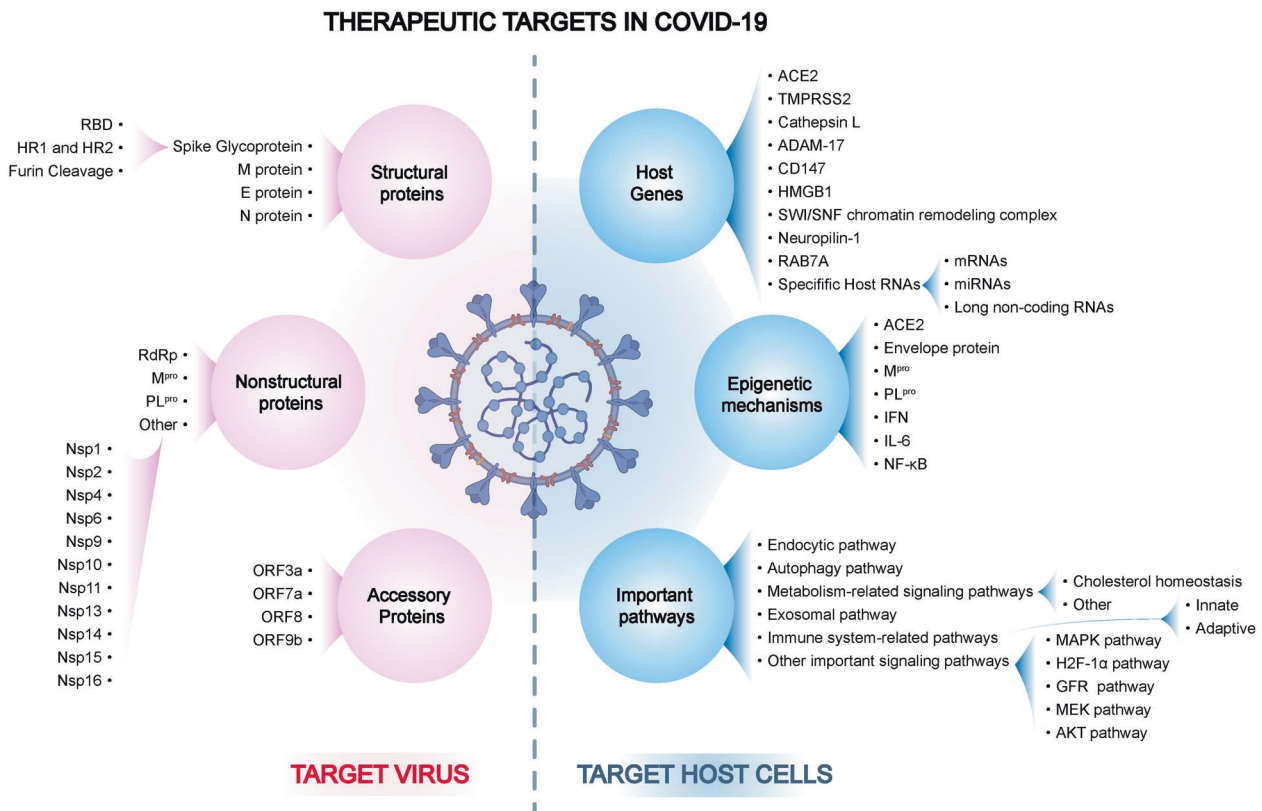 THERAPEUTIC TARGETS IN COVID-19
RBD •
HR1 and HR2 •
Furin Cleavage •
Spike Glycoprotein •
M protein •
E protein •
N protein •
Structural
proteins
RdRp •
Mᵖʳᵒ •
PLᵖʳᵒ •
Other •
Nonstructural
proteins
Nsp1 •
Nsp2 •
Nsp4 •
Nsp6 •
Nsp9 •
Nsp10 •
Nsp11 •
Nsp13 •
Nsp14 •
Nsp15 •
Nsp16 •
ORF3a •
ORF7a •
ORF8 •
ORF9b •
Accessory
Proteins
TARGET VIRUS
Host
Genes
• ACE2
• TMPRSS2
• Cathepsin L
• ADAM-17
• CD147
• HMGB1
• SWI/SNF chromatin remodeling complex
• Neuropilin-1
• RAB7A
• Specifific Host RNAs
• mRNAs
• miRNAs
• Long non-coding RNAs
Epigenetic
mechanisms
• ACE2
• Envelope protein
• Mᵖʳᵒ
• PLᵖʳᵒ
• IFN
• IL-6
• NF-κB
Important
pathways
• Endocytic pathway
• Autophagy pathway
• Metabolism-related signaling pathways
• Exosomal pathway
• Immune system-related pathways
• Other important signaling pathways
• Cholesterol homeostasis
• Other
• Innate
• Adaptive
• MAPK pathway
• H2F-1α pathway
• GFR pathway
• MEK pathway
• AKT pathway
TARGET HOST CELLS